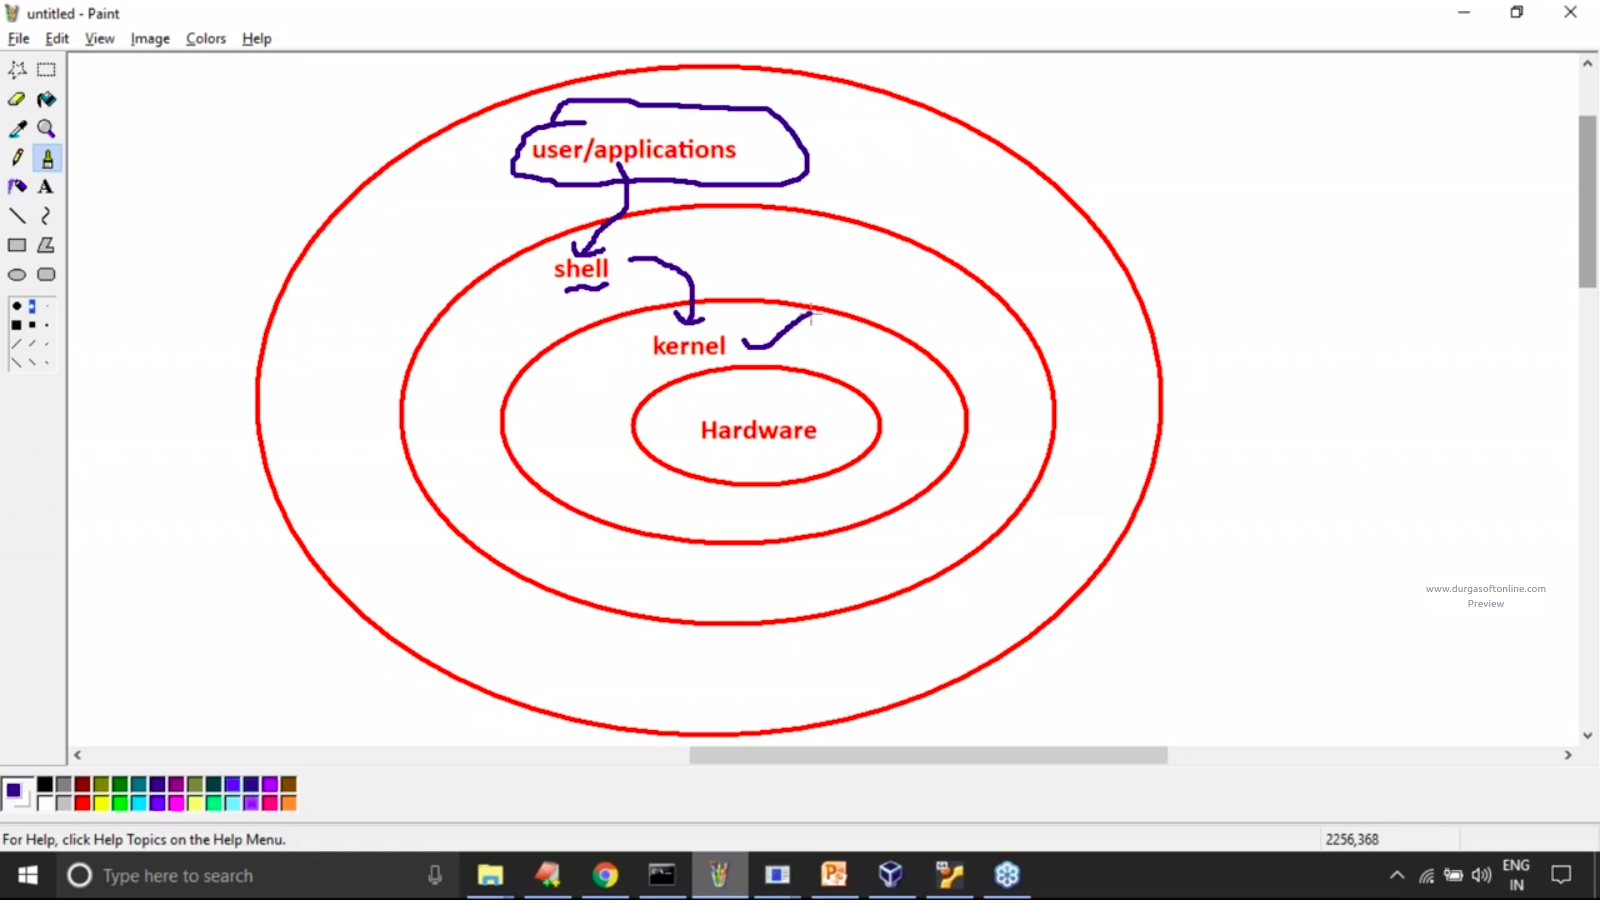 untitled - Paint
File Edit View Image Colors Help
A
user/applications
shell
kernel
Hardware
www.durgasoftonline.com
Preview
For Help, click Help Topics on the Help Menu.
2256,368
Type here to search
ENG
IN